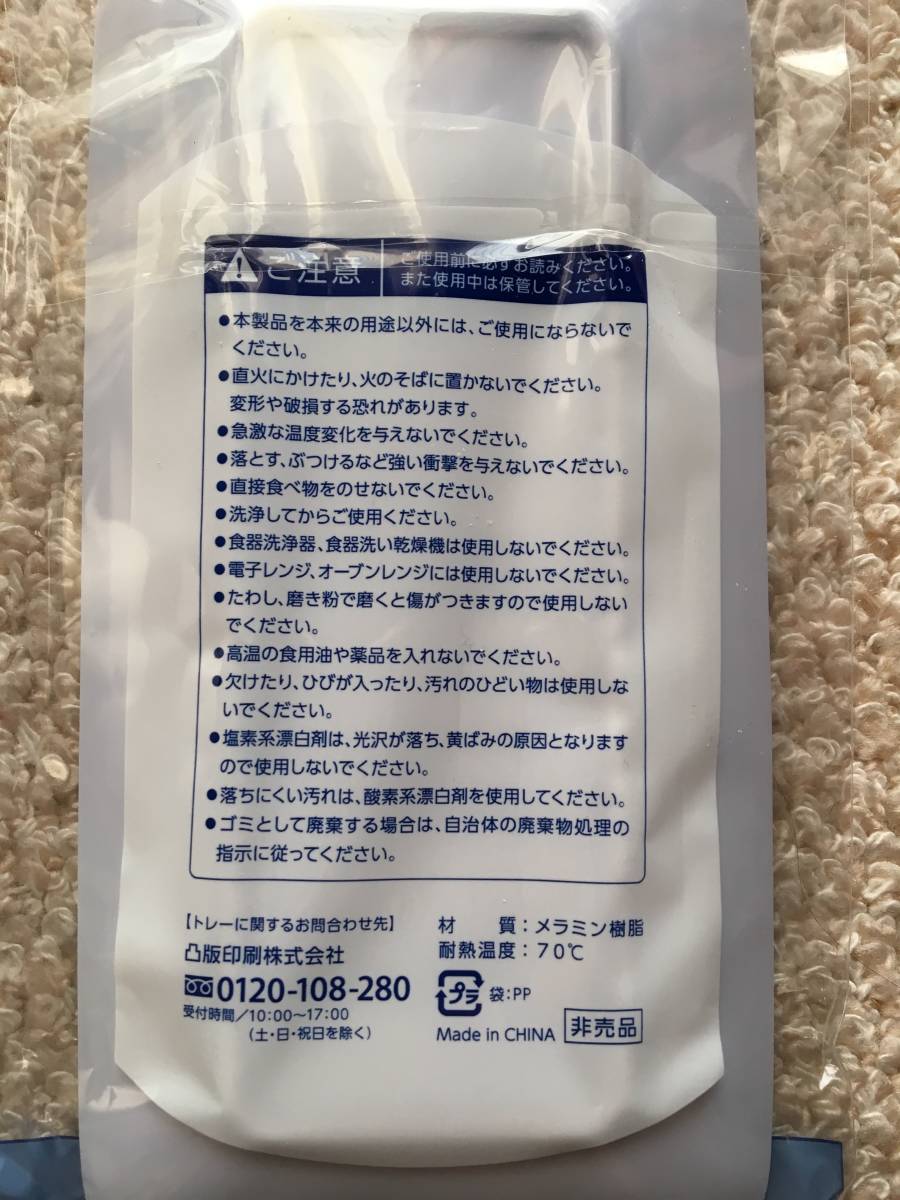 ご注意
ご使用前に必ずお読みください。
また使用中は保管してください。
●本製品を本来の用途以外には、ご使用にならないで
ください。
●直火にかけたり、火のそばに置かないでください。
変形や破損する恐れがあります。
●急激な温度変化を与えないでください。
●落とす、ぶつけるなど強い衝撃を与えないでください。
●直接食べ物をのせないでください。
●洗浄してからご使用ください。
●食器洗浄器、食器洗い乾燥機は使用しないでください。
●電子レンジ、オーブンレンジには使用しないでください。
●たわし、磨き粉で磨くと傷がつきますので使用しない
でください。
●高温の食用油や薬品を入れないでください。
●欠けたり、ひびが入ったり、汚れのひどい物は使用しな
いでください。
●塩素系漂白剤は、光沢が落ち、黄ばみの原因となります
ので使用しないでください。
●落ちにくい汚れは、酸素系漂白剤を使用してください。
●ゴミとして廃棄する場合は、自治体の廃棄物処理の
指示に従ってください。
【トレーに関するお問合わせ先】
凸版印刷株式会社
0120-108-280
受付時間/10:00〜17:00
(土・日・祝日を除く)
材　質：メラミン樹脂
耐熱温度：70℃
プラ 袋:PP
Made in CHINA 非売品